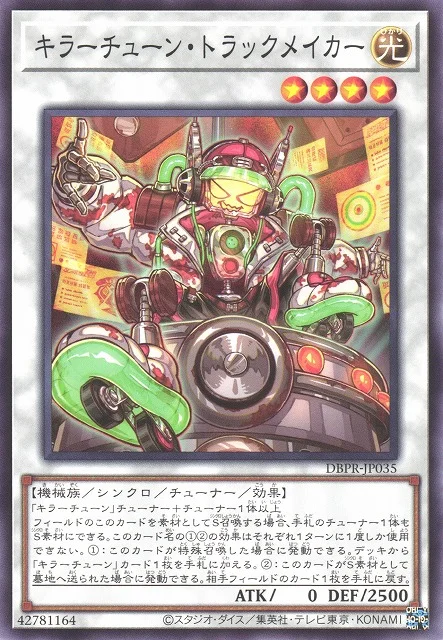 キラーチューン・トラックメイカー
光
DBPR-JP035
【機械族／シンクロ／チューナー／効果】
「キラーチューン」チューナー＋チューナー1体以上
フィールドのこのカードを素材としてS召喚する場合、手札のチューナー1体も
S素材にできる。このカード名の①②の効果はそれぞれ1ターンに1度しか使用
できない。①：このカードが特殊召喚した場合に発動できる。デッキから
「キラーチューン」カード1枚を手札に加える。②：このカードがS素材として
墓地へ送られた場合に発動できる。相手フィールドのカード1枚を手札に戻す。
ATK/ 0 DEF/2500
42781164
©スタジオ・ダイス／集英社・テレビ東京・KONAMI